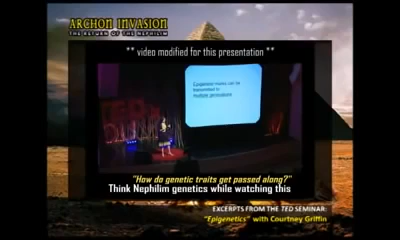 ARCHON INVASION
THE RETURN OF THE NEPHILIM
** video modified for this presentation **
Epigenetic marks can be
transmitted to
multiple generations
TEDx
"How do genetic traits get passed along?"
Think Nephilim genetics while watching this
EXCERPTS FROM THE TED SEMINAR:
"Epigenetics" with Courtney Griffin